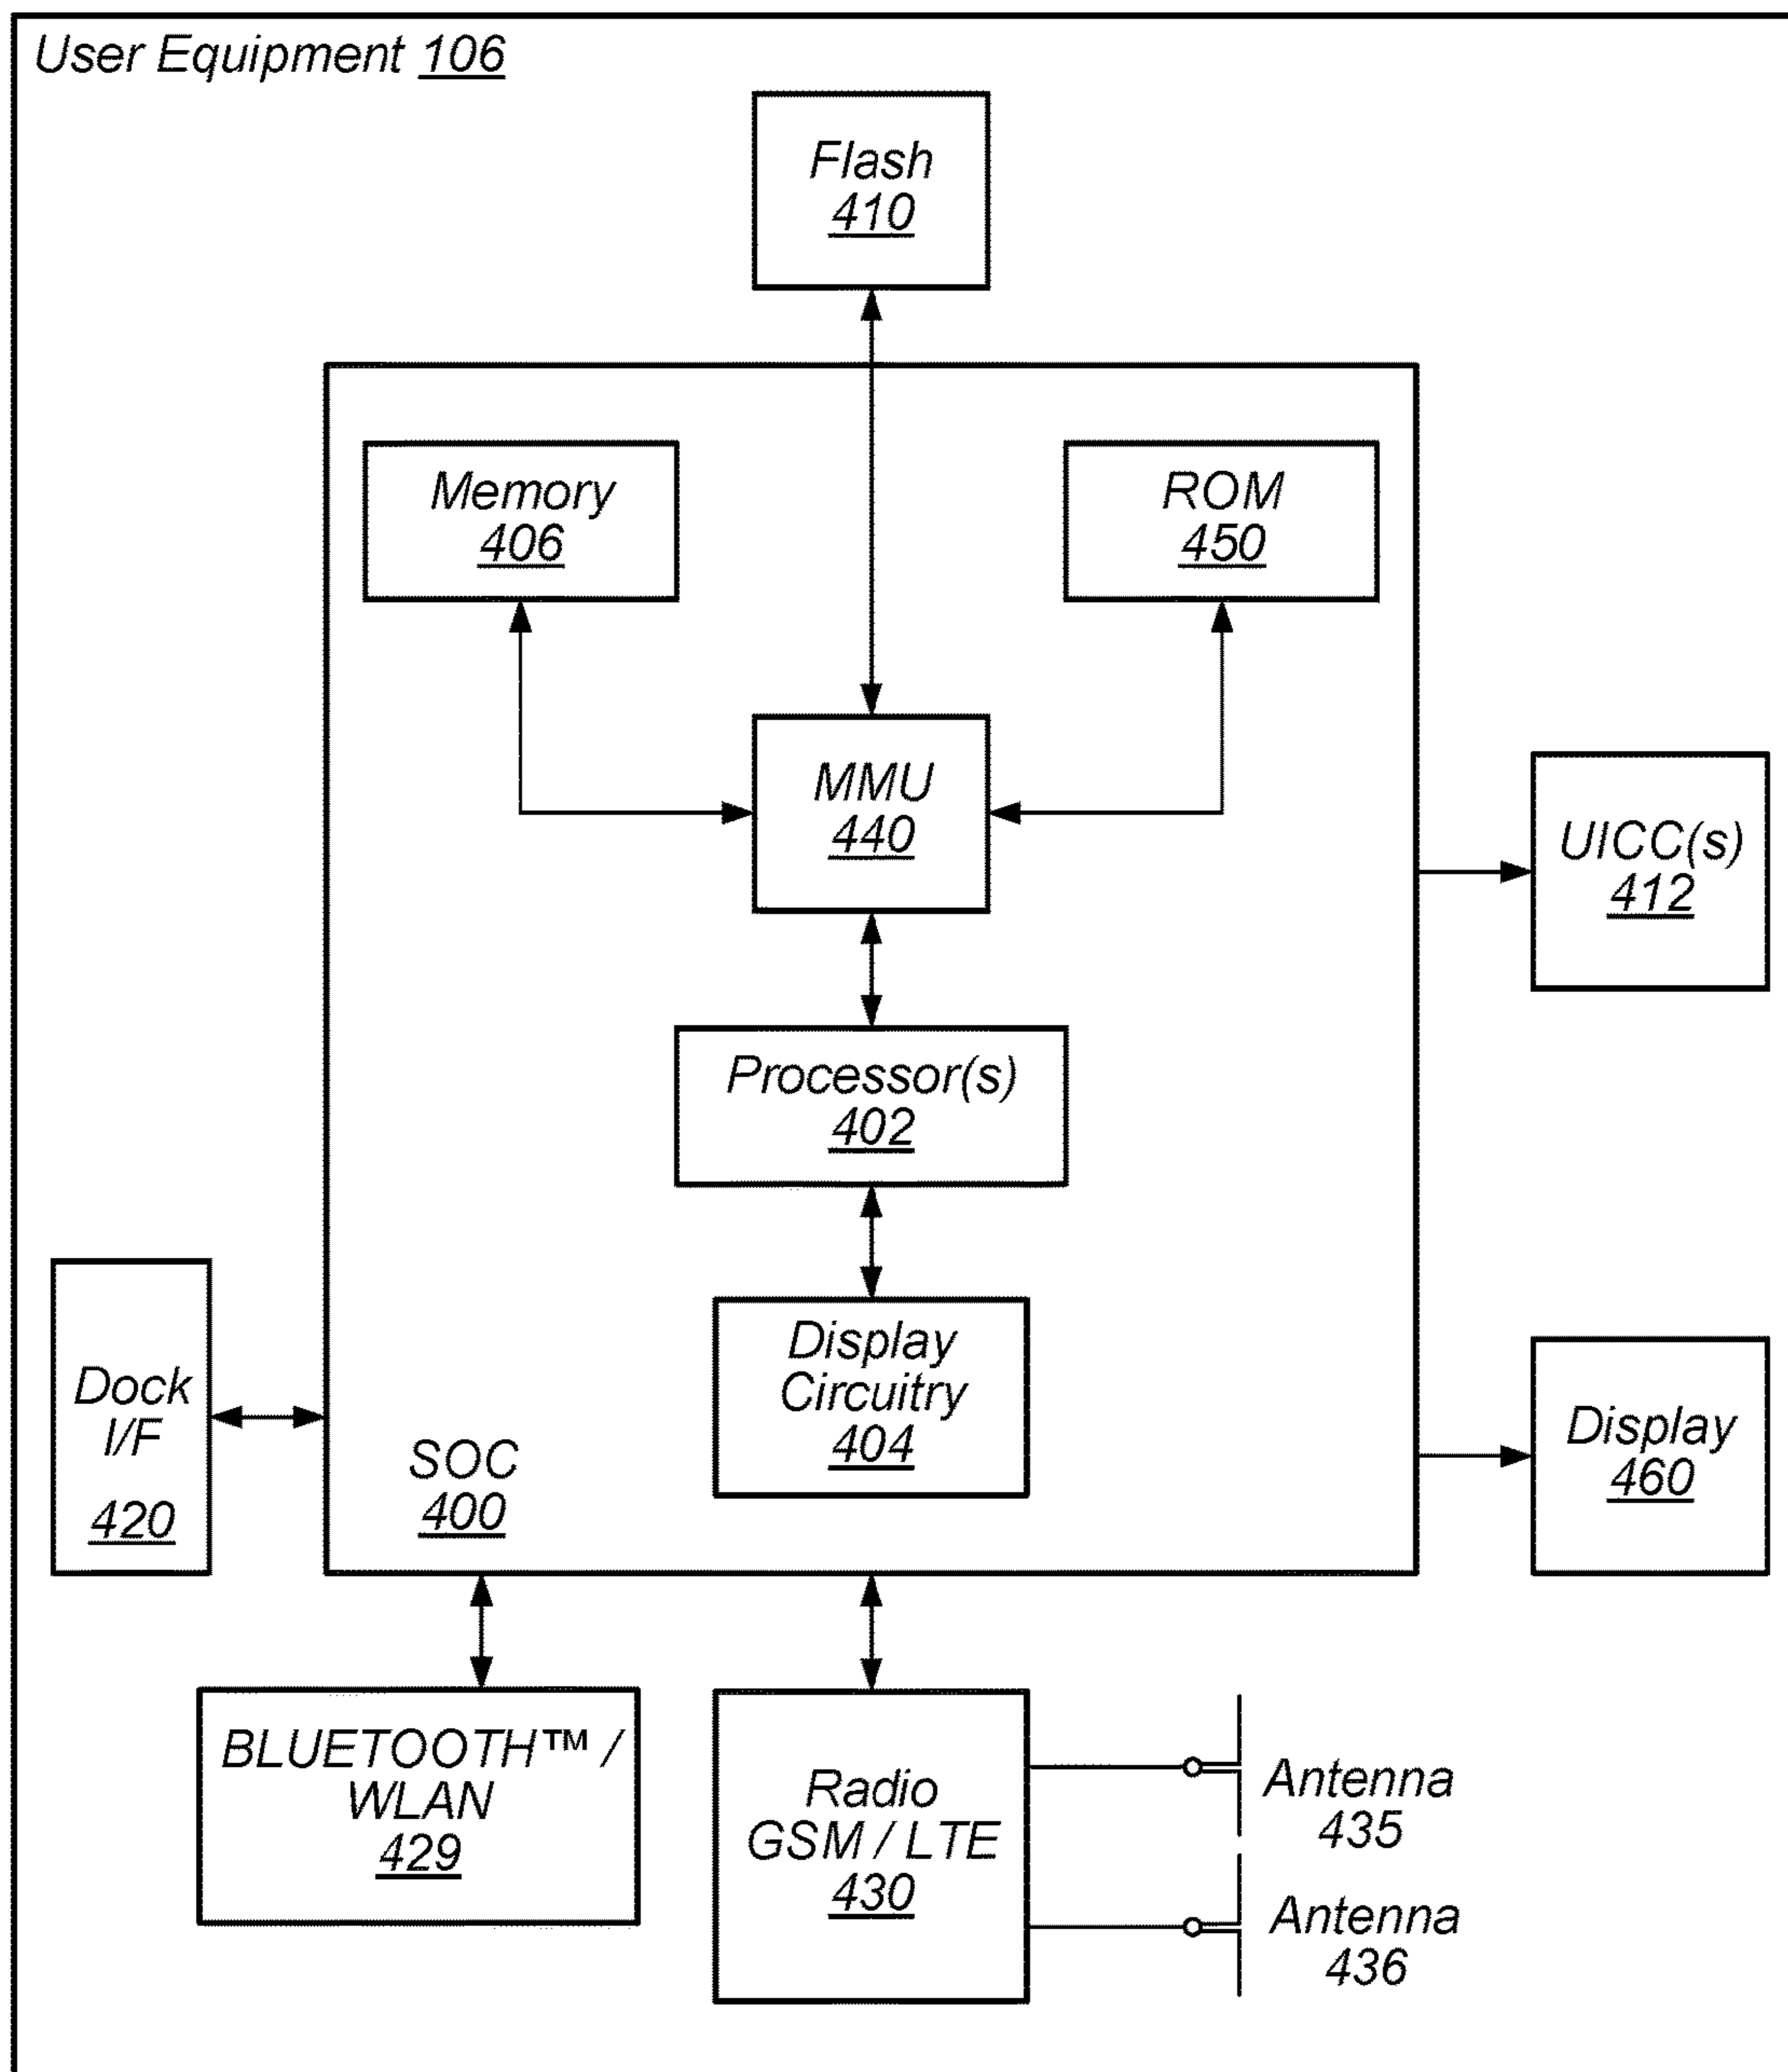 User Equipment 106
Flash
410
Memory
406
ROM
450
MMU
440
UICC(s)
412
Processor(s)
402
Display
Circuitry
404
Dock
I/F
420
SOC
400
Display
460
BLUETOOTH™ /
WLAN
429
Radio
GSM / LTE
430
Antenna
435
Antenna
436